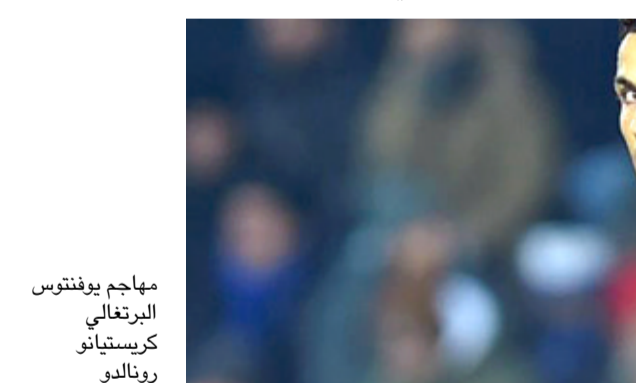 مهاجم يوفنتوس
البرتغالي
كريستيانو
رونالدو